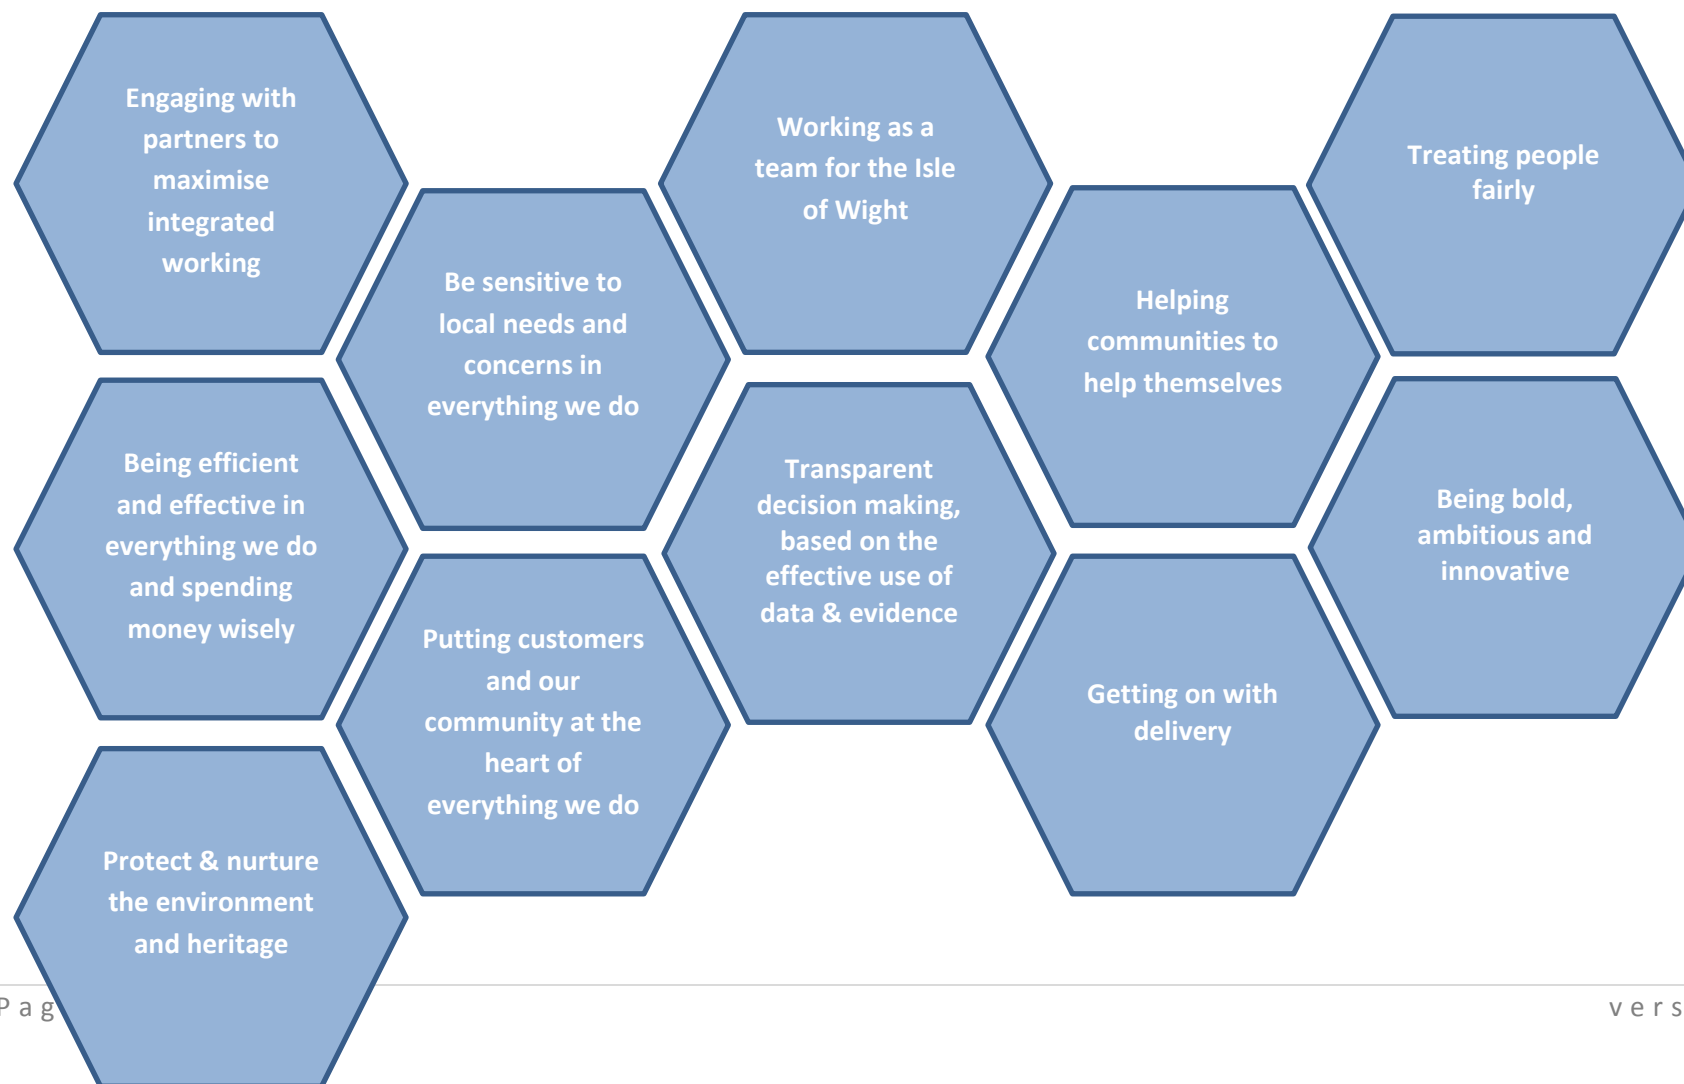 Engaging with
partners to
maximise
integrated
working
Be sensitive to
local needs and
concerns in
everything we do
Working as a
team for the Isle
of Wight
Helping
communities to
help themselves
Treating people
fairly
Being efficient
and effective in
everything we do
and spending
money wisely
Putting customers
and our
community at the
heart of
everything we do
Transparent
decision making,
based on the
effective use of
data & evidence
Getting on with
delivery
Being bold,
ambitious and
innovative
Protect & nurture
the environment
and heritage